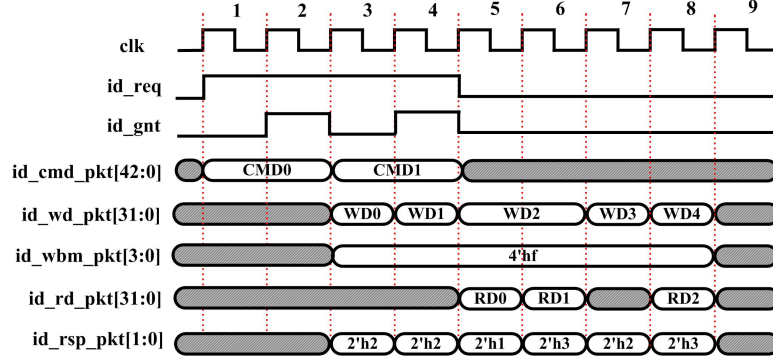 1 2 3 4 5 6 7 8 9
clk
id_req
id_gnt
id_cmd_pkt[42:0] CMD0 CMD1
id_wd_pkt[31:0] WD0 WD1 WD2 WD3 WD4
id_wbm_pkt[3:0] 4'hf
id_rd_pkt[31:0] RD0 RD1 RD2
id_rsp_pkt[1:0] 2'h2 2'h2 2'h1 2'h3 2'h2 2'h3